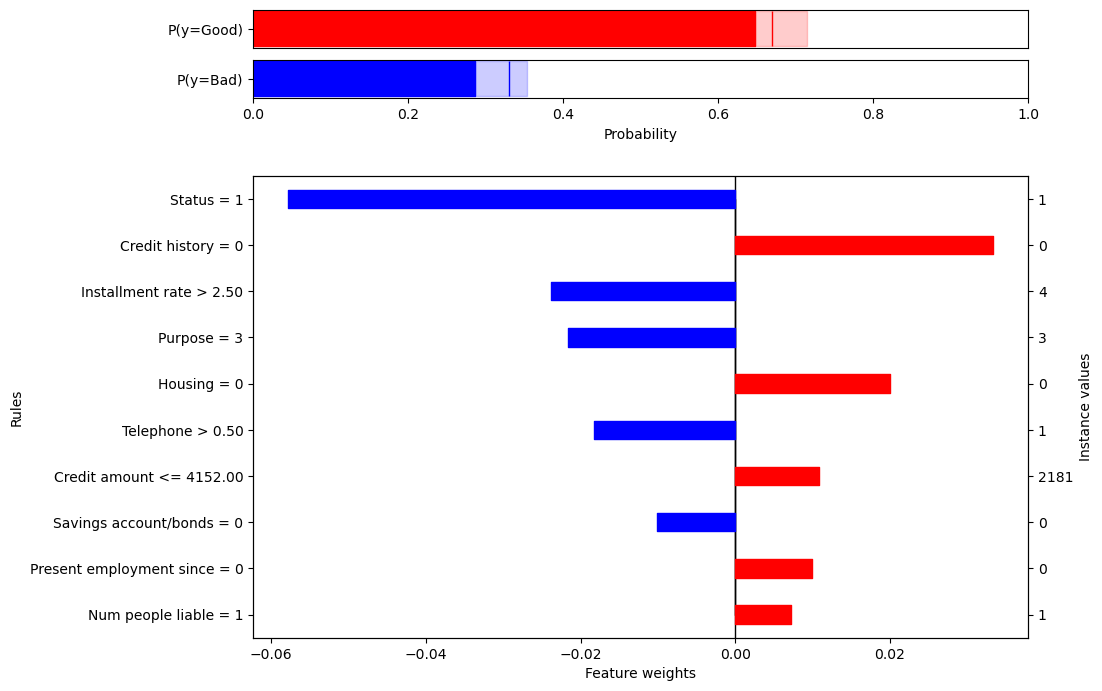 P(y=Good)
P(y=Bad)
0.0 0.2 0.4 0.6 0.8 1.0
Probability
Status = 1 1
Credit history = 0 0
Installment rate > 2.50 4
Purpose = 3 3
Housing = 0 0
Telephone > 0.50 1
Credit amount <= 4152.00 2181
Savings account/bonds = 0 0
Present employment since = 0 0
Num people liable = 1 1
Rules
Instance values
−0.06 −0.04 −0.02 0.00 0.02
Feature weights